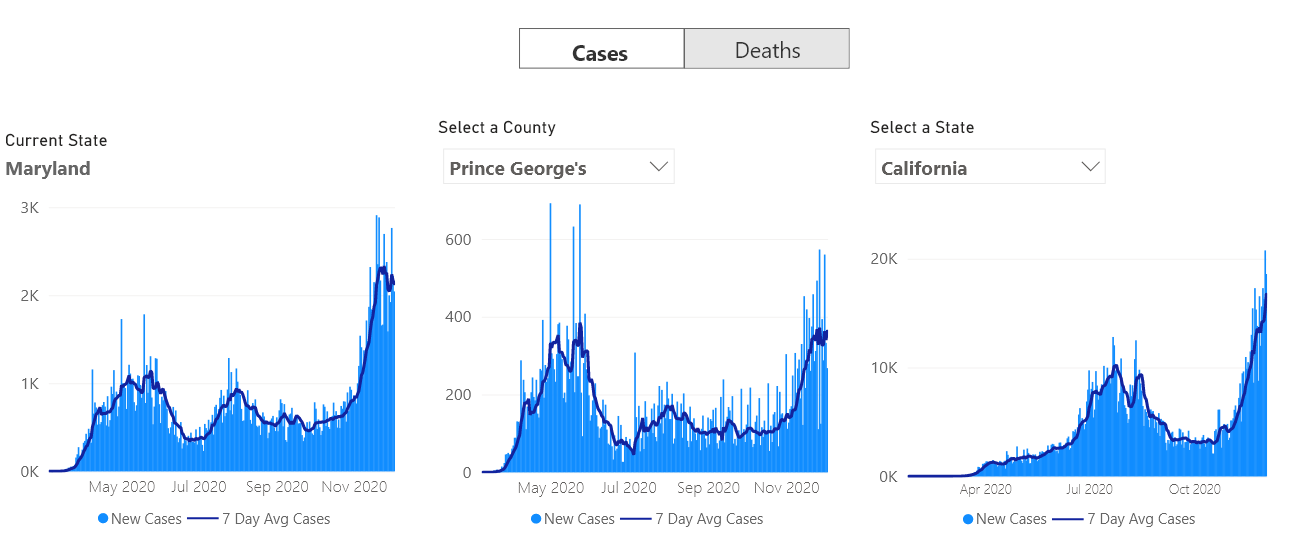 Cases Deaths
Current State
Maryland
3K
2K
1K
0K
May 2020 Jul 2020 Sep 2020 Nov 2020
New Cases 7 Day Avg Cases
Select a County
Prince George's
600
400
200
0
May 2020 Jul 2020 Sep 2020 Nov 2020
New Cases 7 Day Avg Cases
Select a State
California
20K
10K
0K
Apr 2020 Jul 2020 Oct 2020
New Cases 7 Day Avg Cases